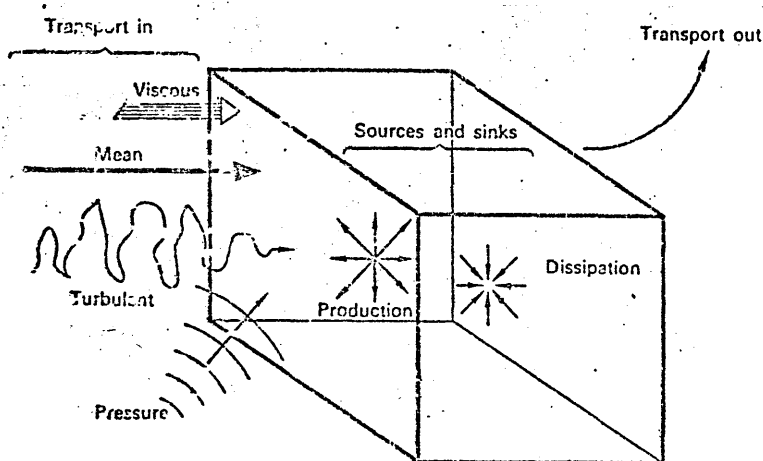 Transport in
Transport out
Viscous
Sources and sinks
Mean
Dissipation
Turbulent
Production
Pressure